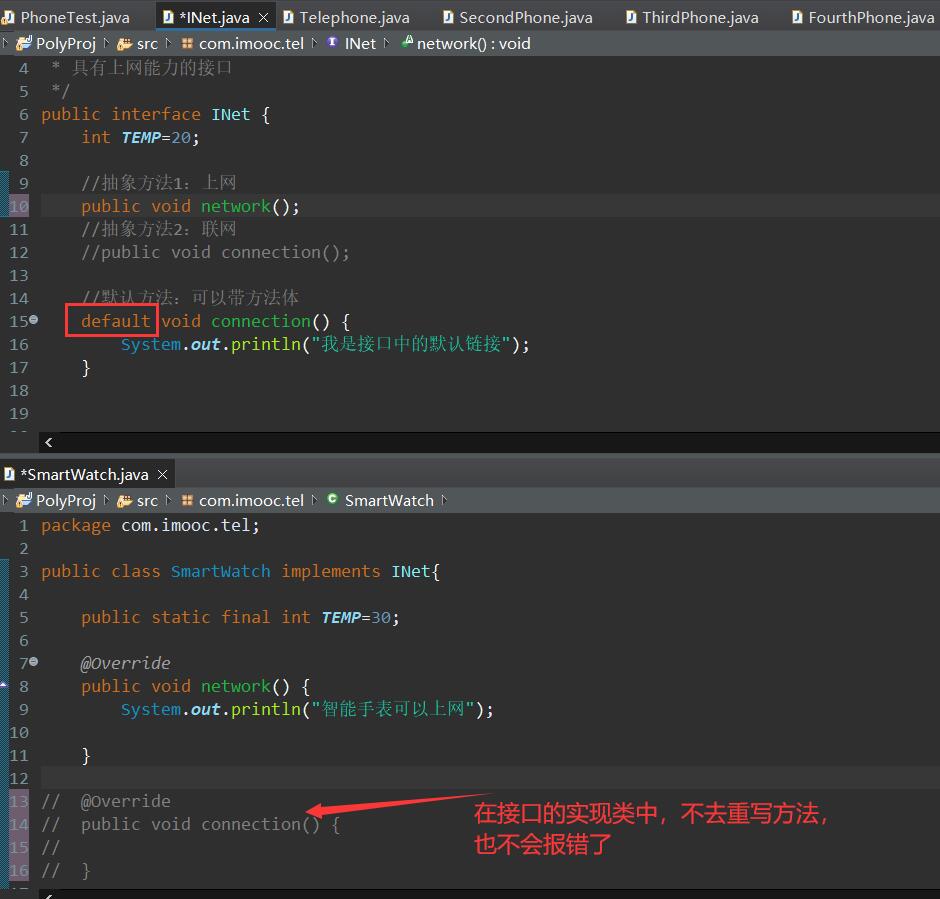 PhoneTest.java *INet.java Telephone.java SecondPhone.java ThirdPhone.java FourthPhone.java
PolyProj src com.imooc.tel INet network() : void
4 * 具有上网能力的接口
5 */
6 public interface INet {
7 int TEMP=20;
8
9 //抽象方法1：上网
10 public void network();
11 //抽象方法2：联网
12 //public void connection();
13
14 //默认方法：可以带方法体
15 default void connection() {
16 System.out.println("我是接口中的默认链接");
17 }
18
19
*SmartWatch.java
PolyProj src com.imooc.tel SmartWatch
1 package com.imooc.tel;
2
3 public class SmartWatch implements INet{
4
5 public static final int TEMP=30;
6
7 @Override
8 public void network() {
9 System.out.println("智能手表可以上网");
10
11 }
12
13 // @Override
14 // public void connection() {
15 //
16 // }
在接口的实现类中，不去重写方法，
也不会报错了